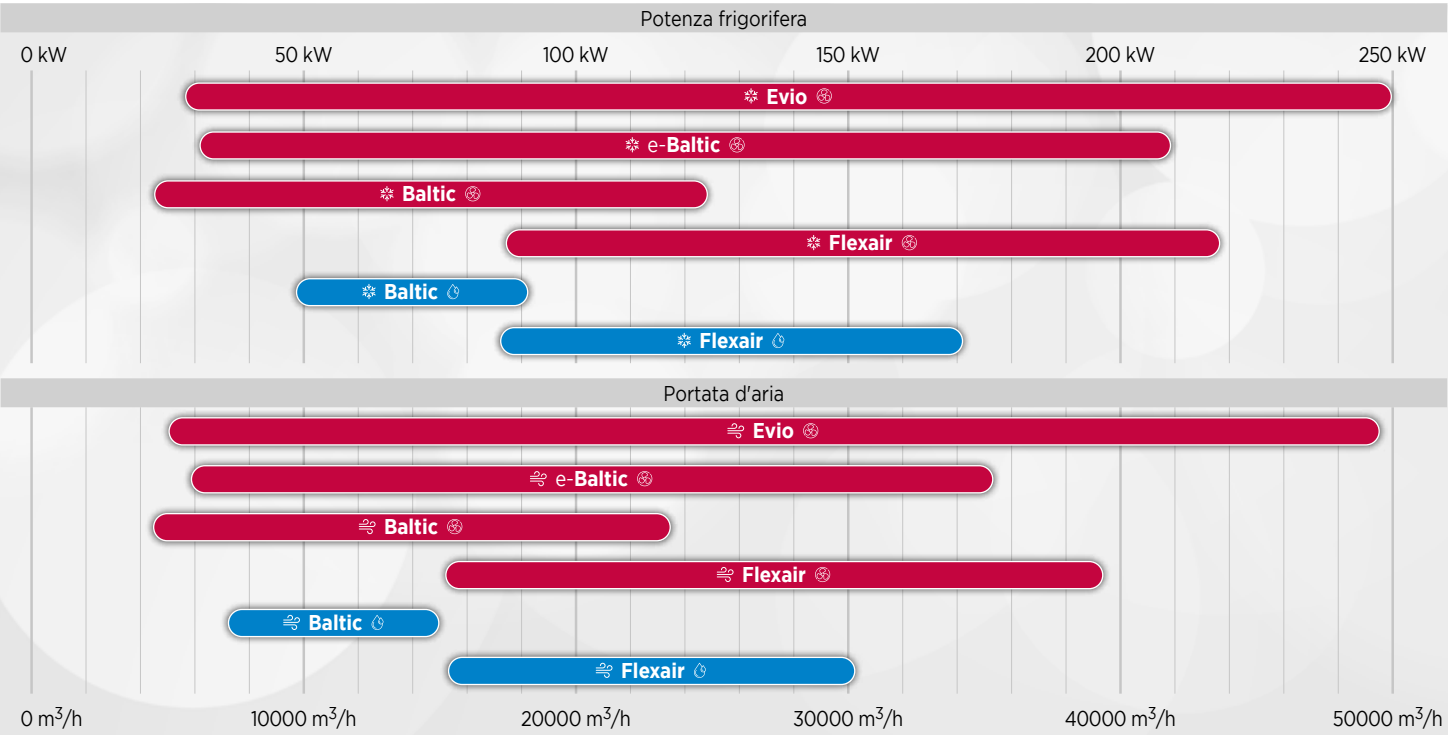 Potenza frigorifera
0 kW 50 kW 100 kW 150 kW 200 kW 250 kW
Evio
e-Baltic
Baltic
Flexair
Baltic
Flexair
Portata d'aria
Evio
e-Baltic
Baltic
Flexair
Baltic
Flexair
0 m³/h 10000 m³/h 20000 m³/h 30000 m³/h 40000 m³/h 50000 m³/h